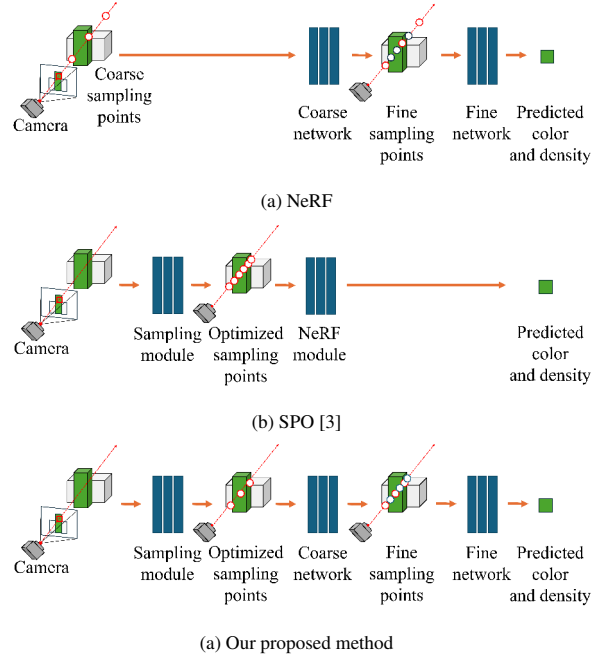 Camera
Coarse
sampling
points
Coarse
network
Fine
sampling
points
Fine
network
Predicted
color
and density
(a) NeRF
Camera
Sampling
module
Optimized
sampling
points
NeRF
module
Predicted
color
and density
(b) SPO [3]
Camera
Sampling
module
Optimized
sampling
points
Coarse
network
Fine
sampling
points
Fine
network
Predicted
color
and density
(a) Our proposed method